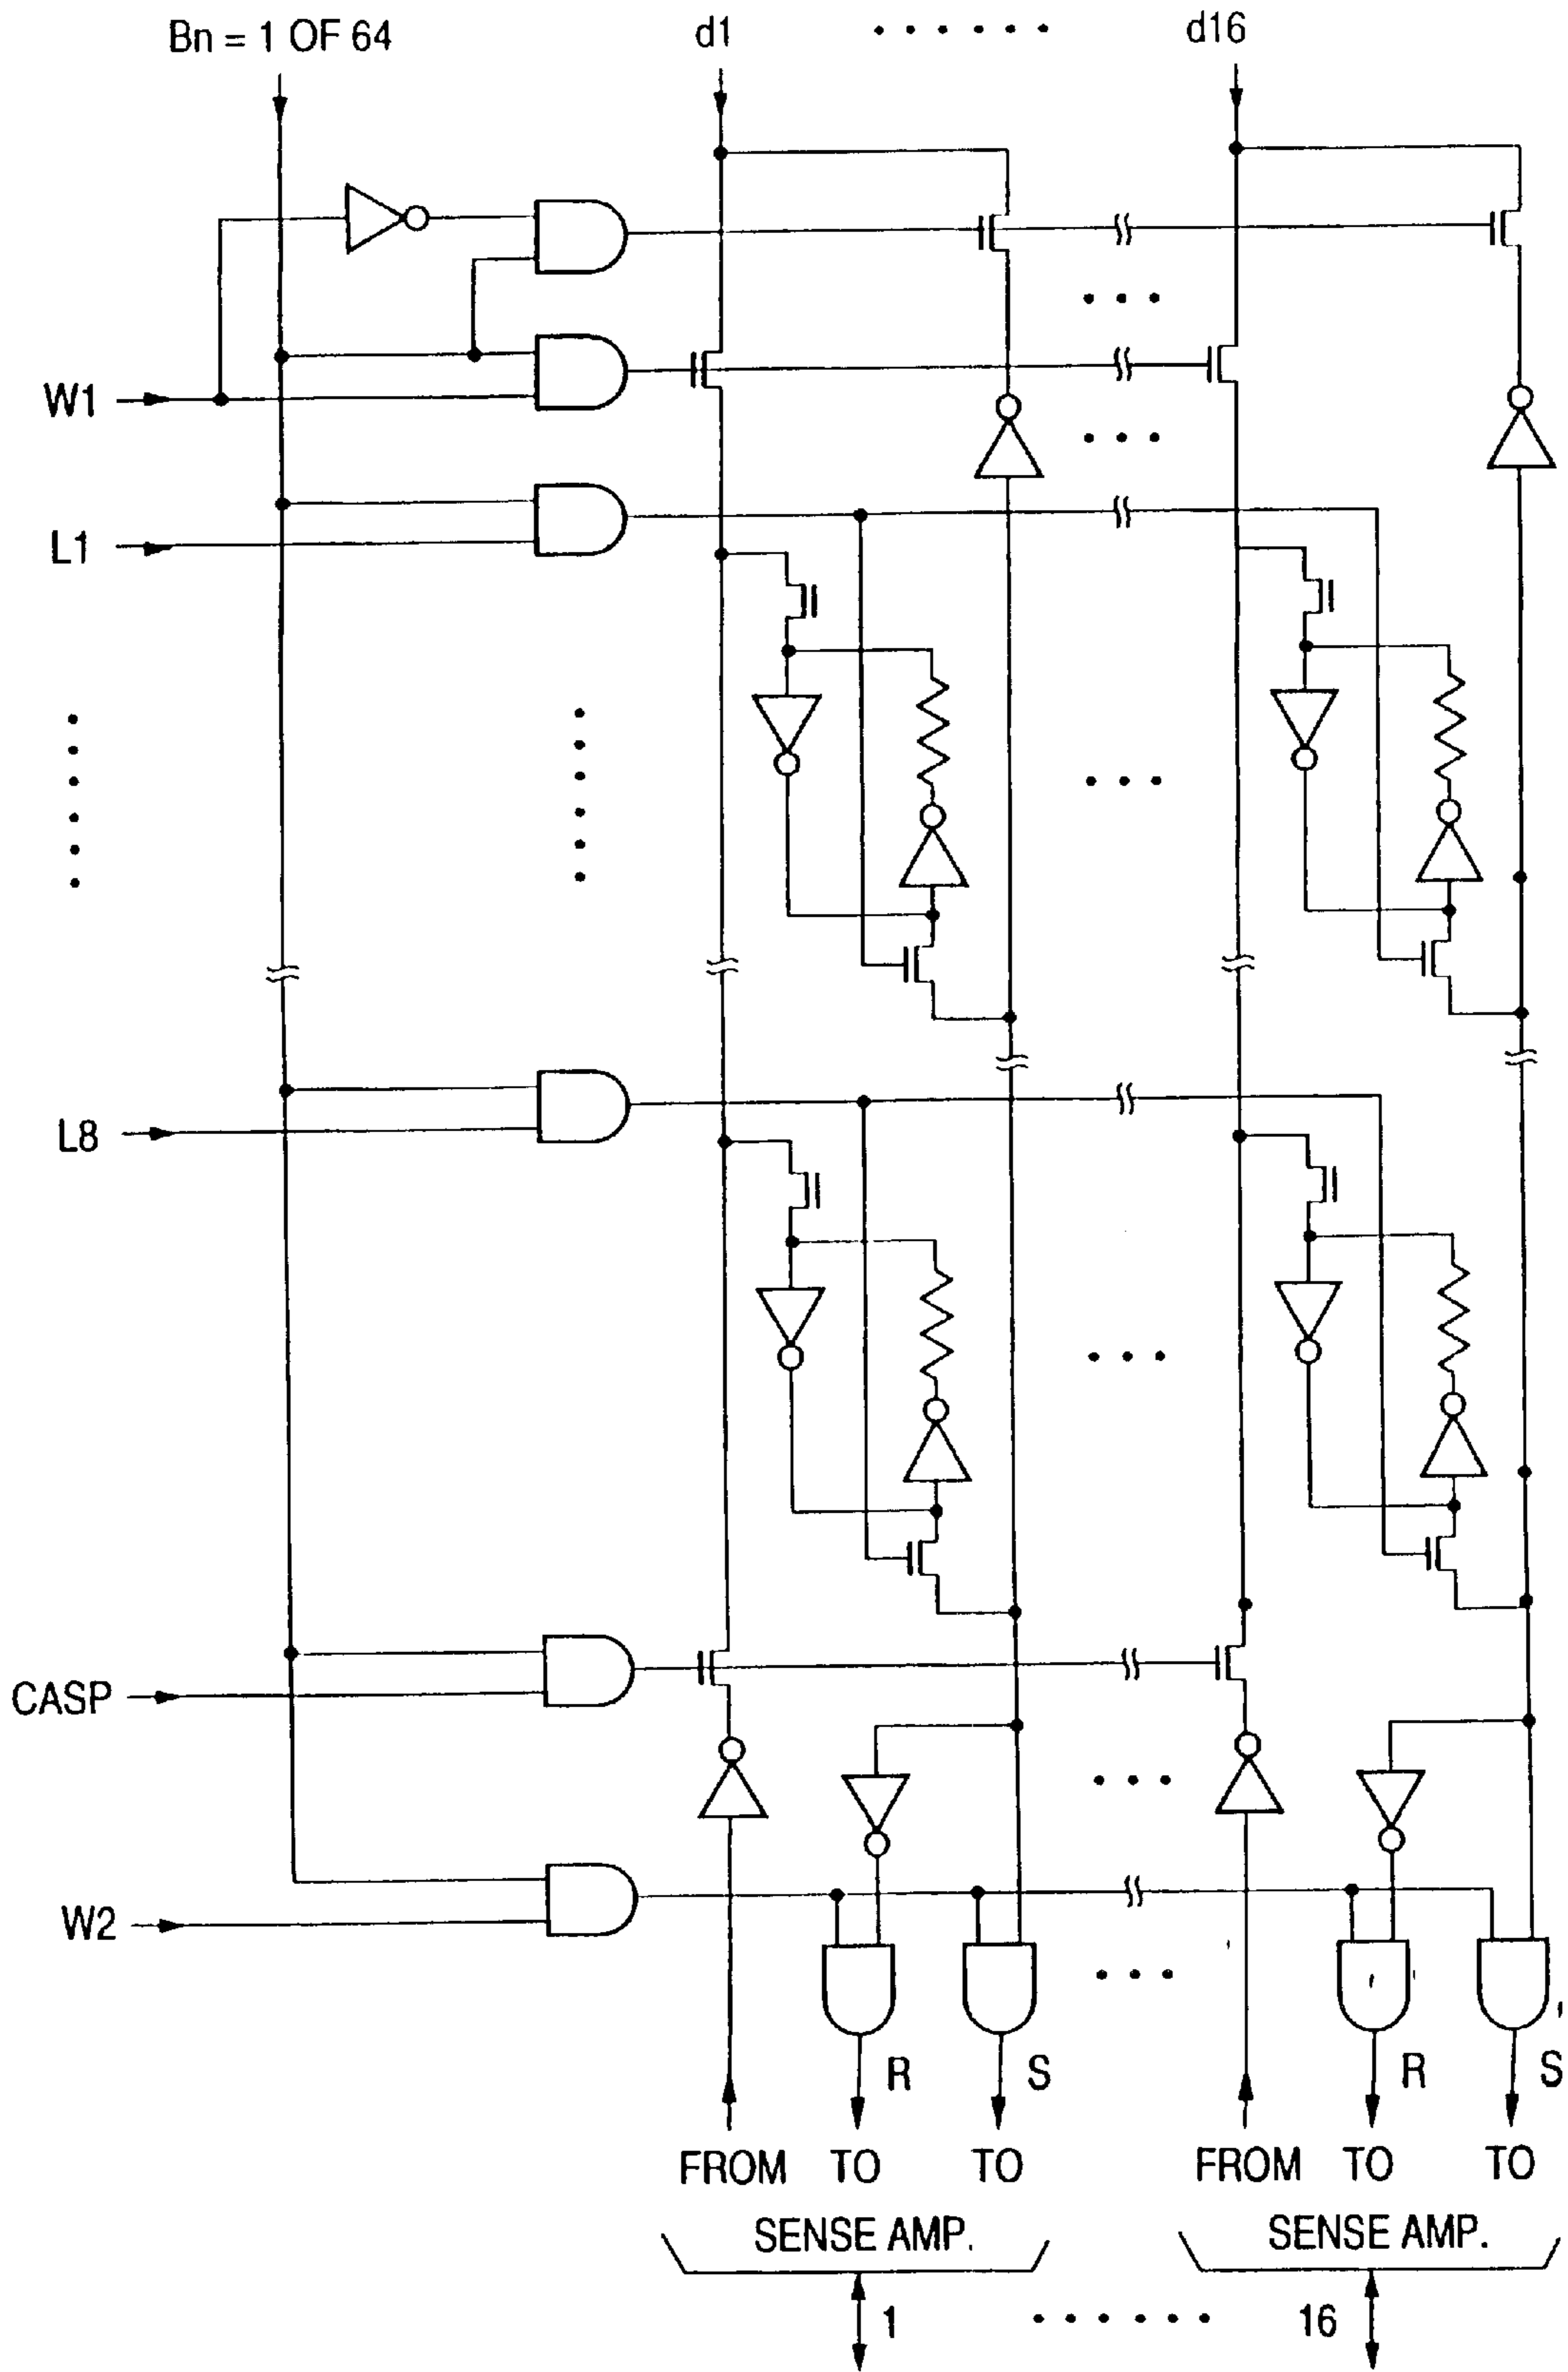 Bn = 1 OF 64
d1
d16
W1
L1
L8
CASP
W2
R
S
R
S
FROM TO TO
FROM TO TO
SENSE AMP.
SENSE AMP.
1
16